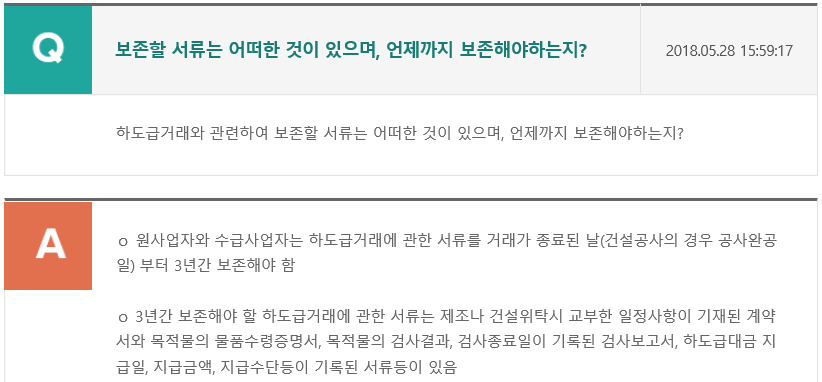 Q
보존할 서류는 어떠한 것이 있으며, 언제까지 보존해야하는지?
2018.05.28 15:59:17
하도급거래와 관련하여 보존할 서류는 어떠한 것이 있으며, 언제까지 보존해야하는지?
A
ㅇ 원사업자와 수급사업자는 하도급거래에 관한 서류를 거래가 종료된 날(건설공사의 경우 공사완공
일) 부터 3년간 보존해야 함
ㅇ 3년간 보존해야 할 하도급거래에 관한 서류는 제조나 건설위탁시 교부한 일정사항이 기재된 계약
서와 목적물의 물품수령증명서, 목적물의 검사결과, 검사종료일이 기록된 검사보고서, 하도급대금 지
급일, 지급금액, 지급수단등이 기록된 서류등이 있음